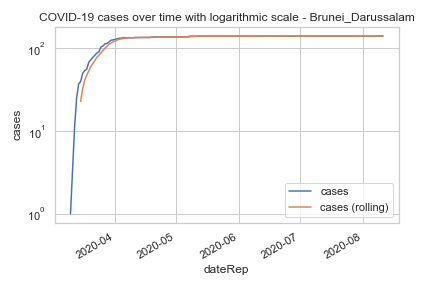 COVID-19 cases over time with logarithmic scale - Brunei_Darussalam
10²
10¹
10⁰
cases
cases
cases (rolling)
2020-04
2020-05
2020-06
2020-07
2020-08
dateRep